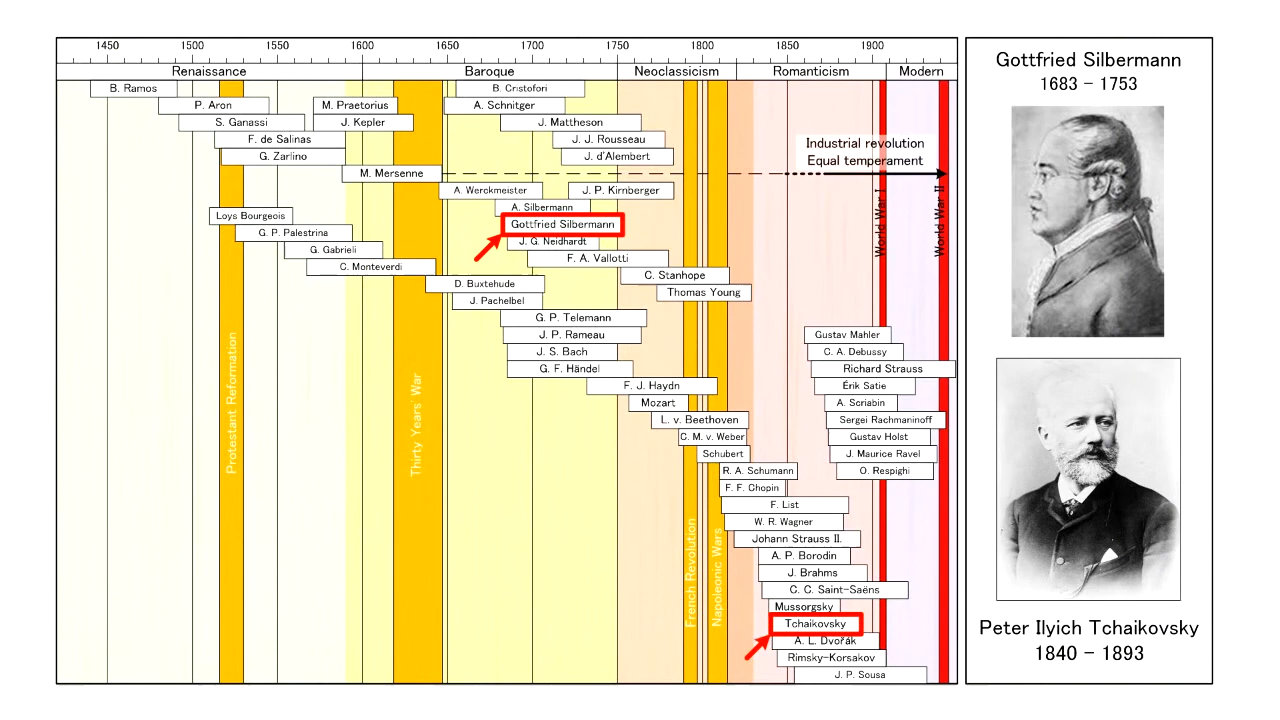 1450 1500 1550 1600 1650 1700 1750 1800 1850 1900
Renaissance Baroque Neoclassicism Romanticism Modern
B. Ramos B. Cristofori
P. Aron M. Praetorius A. Schnitger
S. Ganassi J. Kepler J. Mattheson
F. de Salinas J. J. Rousseau
G. Zarlino J. d'Alembert
Industrial revolution
Equal temperament
M. Mersenne
A. Werckmeister J. P. Kirnberger
A. Silbermann
Loys Bourgeois
Gottfried Silbermann
G. P. Palestrina
J. G. Neidhardt
G. Gabrieli
F. A. Vallotti
C. Monteverdi
C. Stanhope
D. Buxtehude
Thomas Young
J. Pachelbel
G. P. Telemann
J. P. Rameau
Gustav Mahler
J. S. Bach
C. A. Debussy
G. F. Händel
Richard Strauss
F. J. Haydn
Érik Satie
Mozart
A. Scriabin
L. v. Beethoven
Sergei Rachmaninoff
C. M. v. Weber
Gustav Holst
Schubert
J. Maurice Ravel
R. A. Schumann
O. Respighi
F. F. Chopin
F. List
W. R. Wagner
Johann Strauss II.
A. P. Borodin
J. Brahms
C. C. Saint-Saëns
Mussorgsky
Tchaikovsky
A. L. Dvořák
Rimsky-Korsakov
J. P. Sousa
Protestant Reformation
Thirty Years' War
French Revolution
Napoleonic Wars
World War I
World War II
Gottfried Silbermann
1683 - 1753
Peter Ilyich Tchaikovsky
1840 - 1893